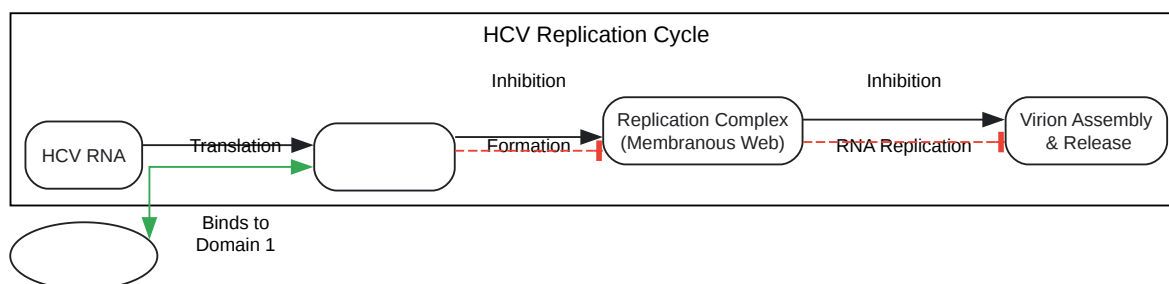 HCV Replication Cycle
Inhibition
Inhibition
HCV RNA
Translation
Formation
Replication Complex
(Membranous Web)
RNA Replication
Virion Assembly
& Release
Binds to
Domain 1